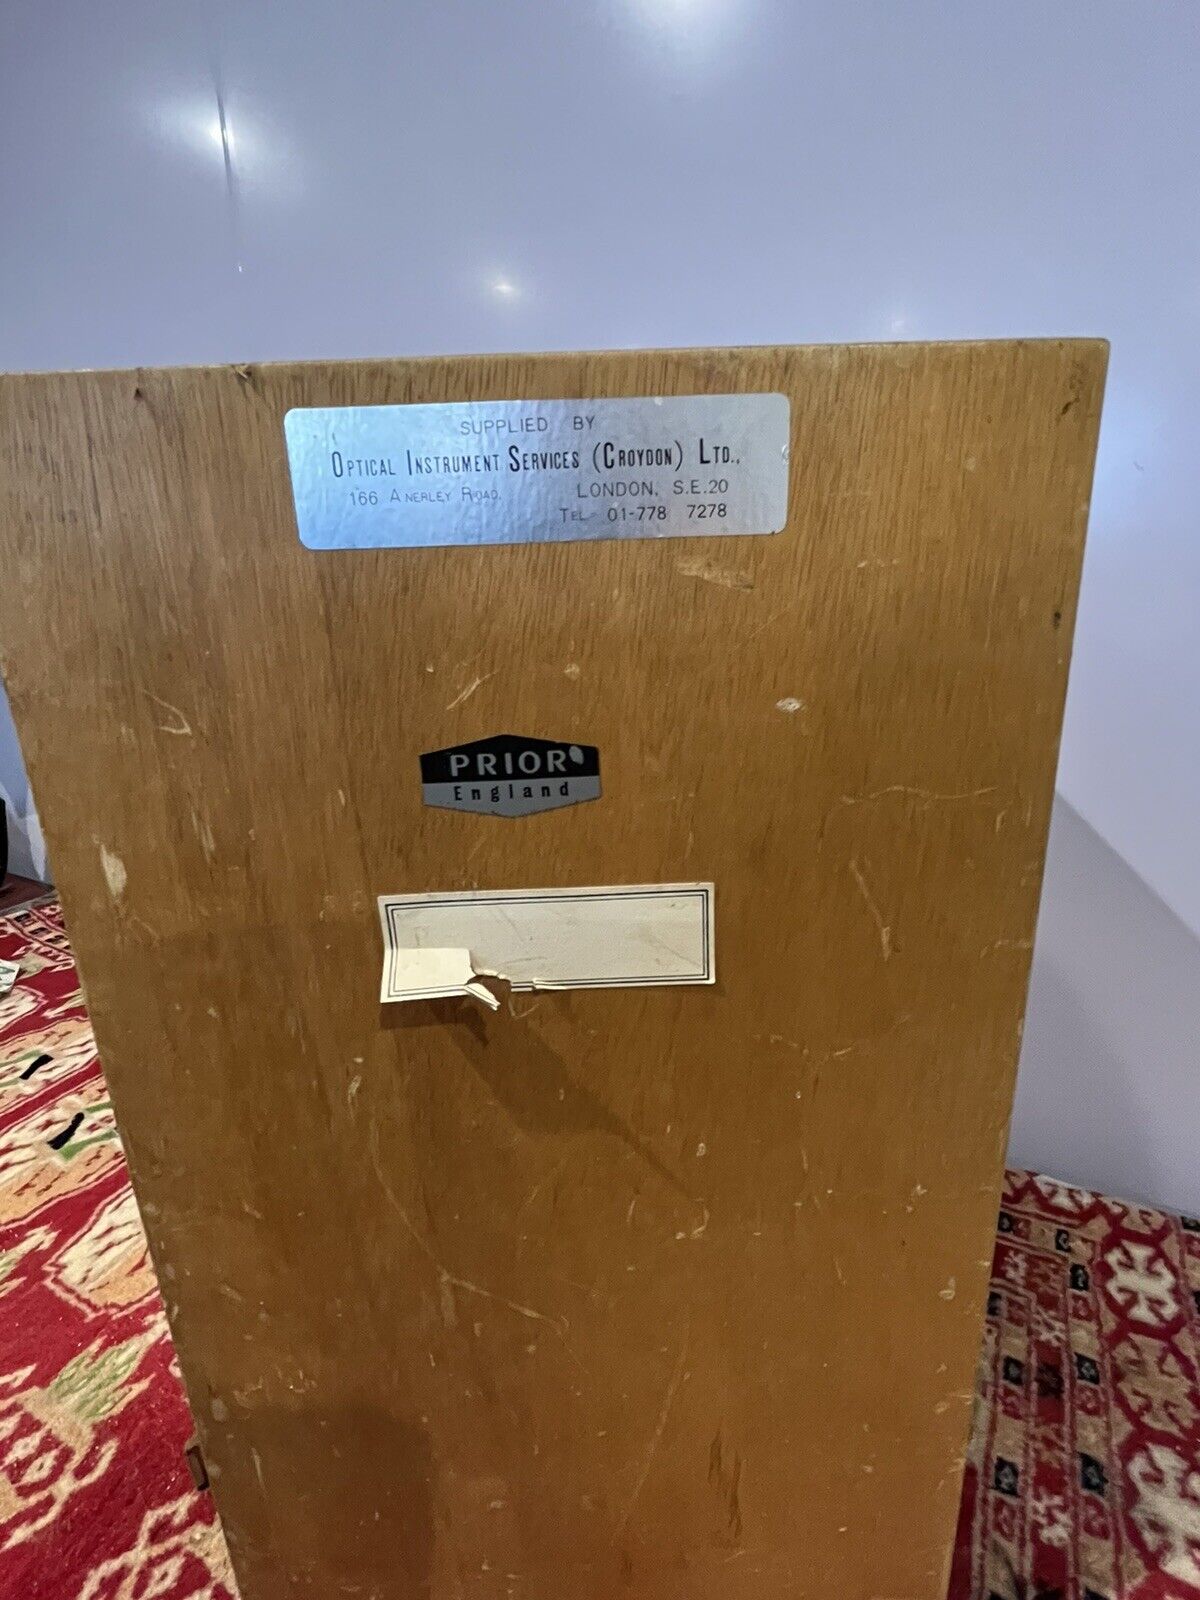 SUPPLIED BY
OPTICAL INSTRUMENT SERVICES (CROYDON) LTD.,
166 ANERLEY ROAD, LONDON, S.E.20
TEL- 01-778 7278
PRIOR
England